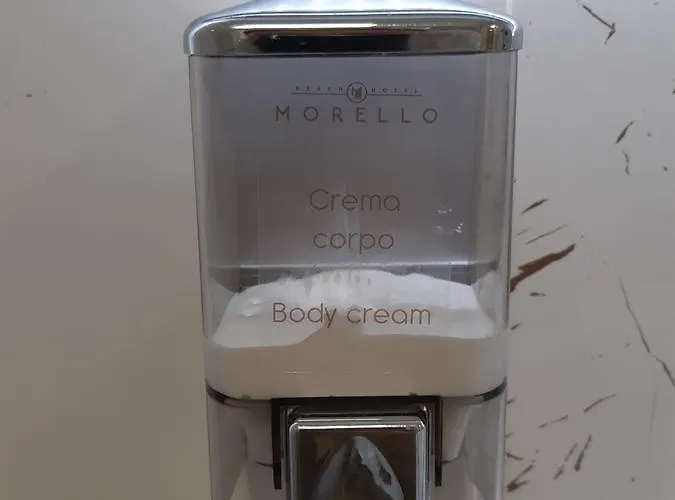 BEACH HOTEL
MORELLO
Crema
corpo
Body cream